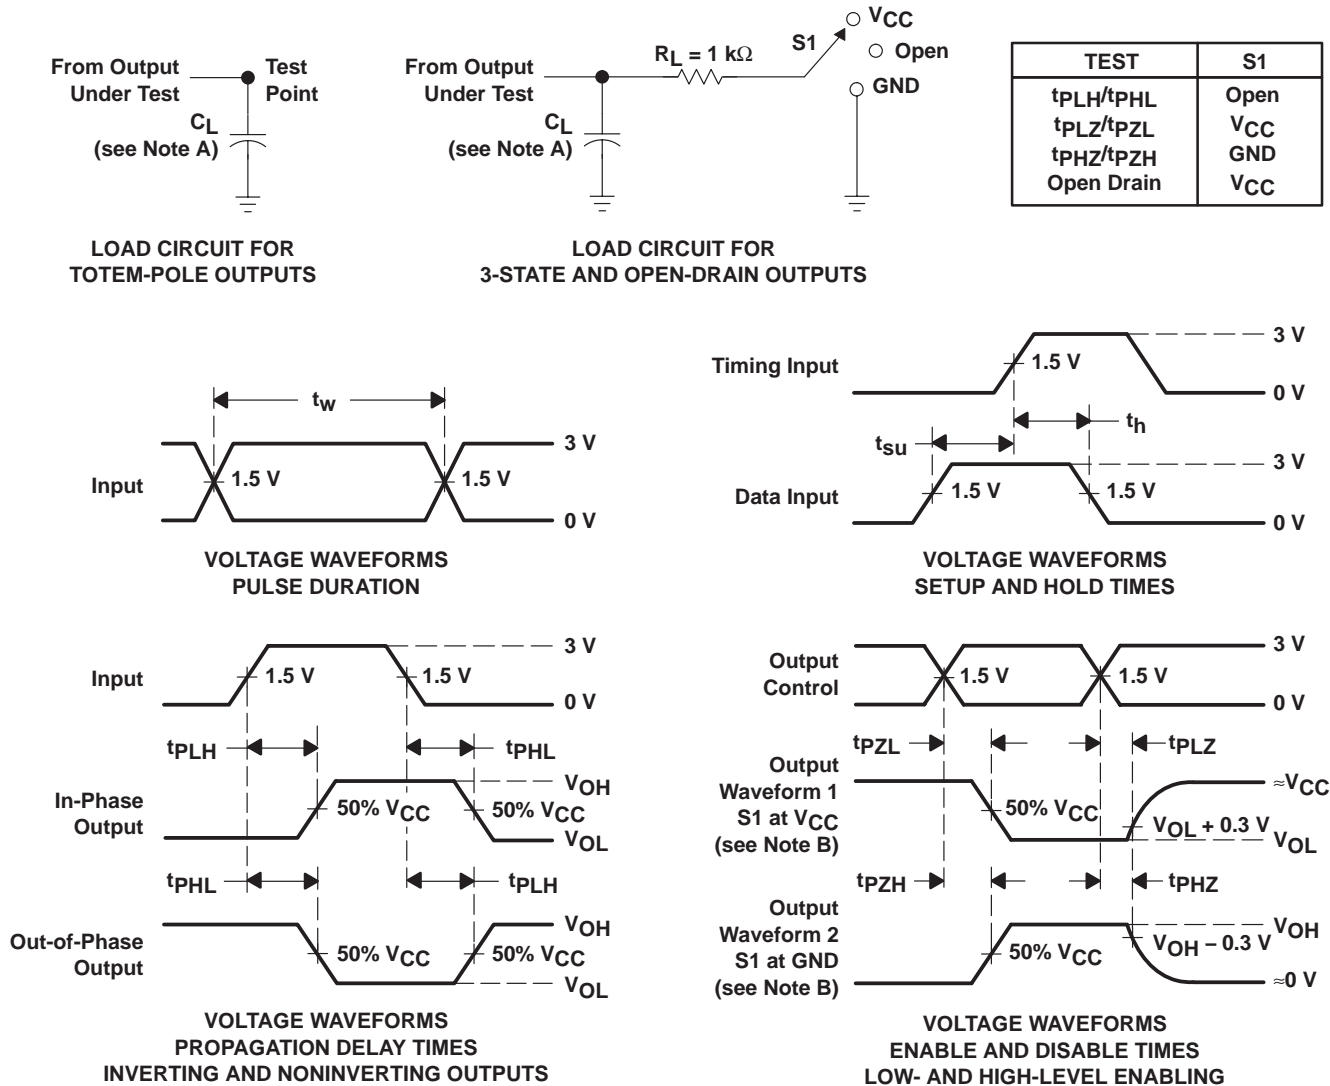 From Output
Under Test
Test
Point
CL
(see Note A)
LOAD CIRCUIT FOR
TOTEM-POLE OUTPUTS
From Output
Under Test
RL = 1 kΩ
S1
VCC
Open
GND
CL
(see Note A)
LOAD CIRCUIT FOR
3-STATE AND OPEN-DRAIN OUTPUTS
TEST S1
tPLH/tPHL Open
tPLZ/tPZL VCC
tPHZ/tPZH GND
Open Drain VCC
tw
Input
1.5 V
1.5 V
3 V
0 V
VOLTAGE WAVEFORMS
PULSE DURATION
Timing Input
1.5 V
3 V
0 V
tsu
th
Data Input
1.5 V
1.5 V
3 V
0 V
VOLTAGE WAVEFORMS
SETUP AND HOLD TIMES
Input
1.5 V
1.5 V
3 V
0 V
tPLH
tPHL
In-Phase
Output
50% VCC
50% VCC
VOH
VOL
tPHL
tPLH
Out-of-Phase
Output
50% VCC
50% VCC
VOH
VOL
VOLTAGE WAVEFORMS
PROPAGATION DELAY TIMES
INVERTING AND NONINVERTING OUTPUTS
Output
Control
1.5 V
1.5 V
3 V
0 V
tPZL
tPLZ
Output
Waveform 1
S1 at VCC
(see Note B)
50% VCC
VOL + 0.3 V
≈VCC
VOL
tPZH
tPHZ
Output
Waveform 2
S1 at GND
(see Note B)
50% VCC
VOH − 0.3 V
VOH
≈0 V
VOLTAGE WAVEFORMS
ENABLE AND DISABLE TIMES
LOW- AND HIGH-LEVEL ENABLING